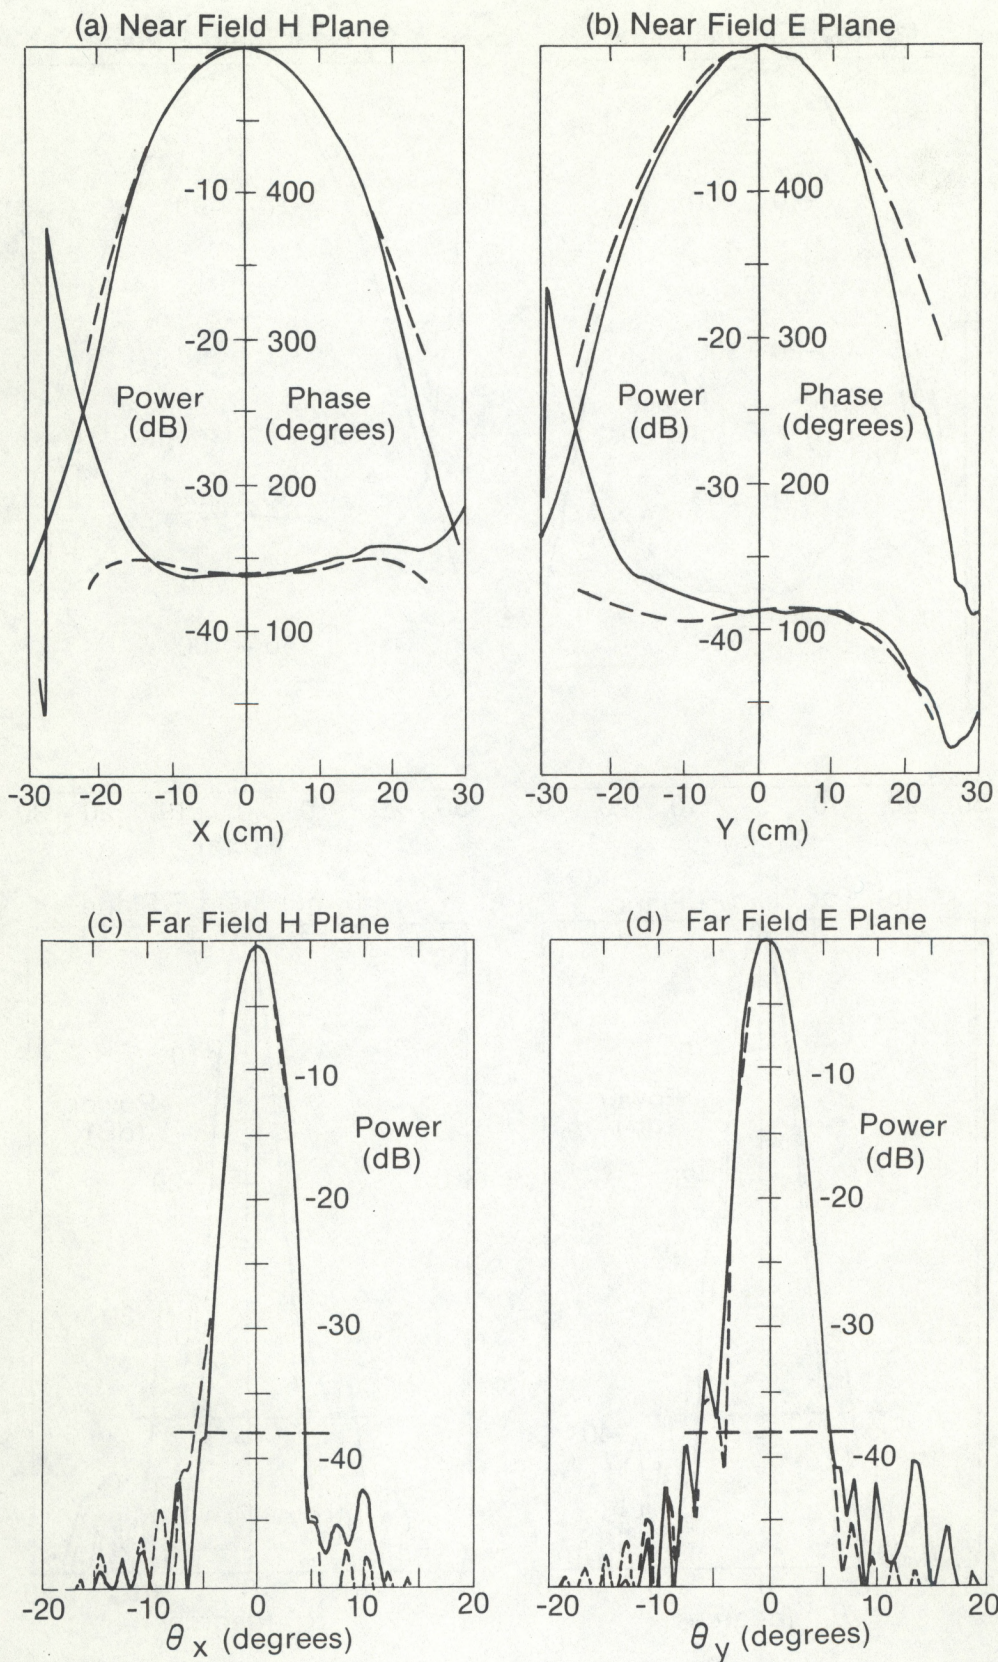 (a) Near Field H Plane
-10 400
-20 300
Power (dB)
Phase (degrees)
-30 200
-40 100
-30 -20 -10 0 10 20 30
X (cm)
(b) Near Field E Plane
-10 400
-20 300
Power (dB)
Phase (degrees)
-30 200
-40 100
-30 -20 -10 0 10 20 30
Y (cm)
(c) Far Field H Plane
-10
Power (dB)
-20
-30
-40
-20 -10 0 10 20
θx (degrees)
(d) Far Field E Plane
-10
Power (dB)
-20
-30
-40
-20 -10 0 10 20
θy (degrees)